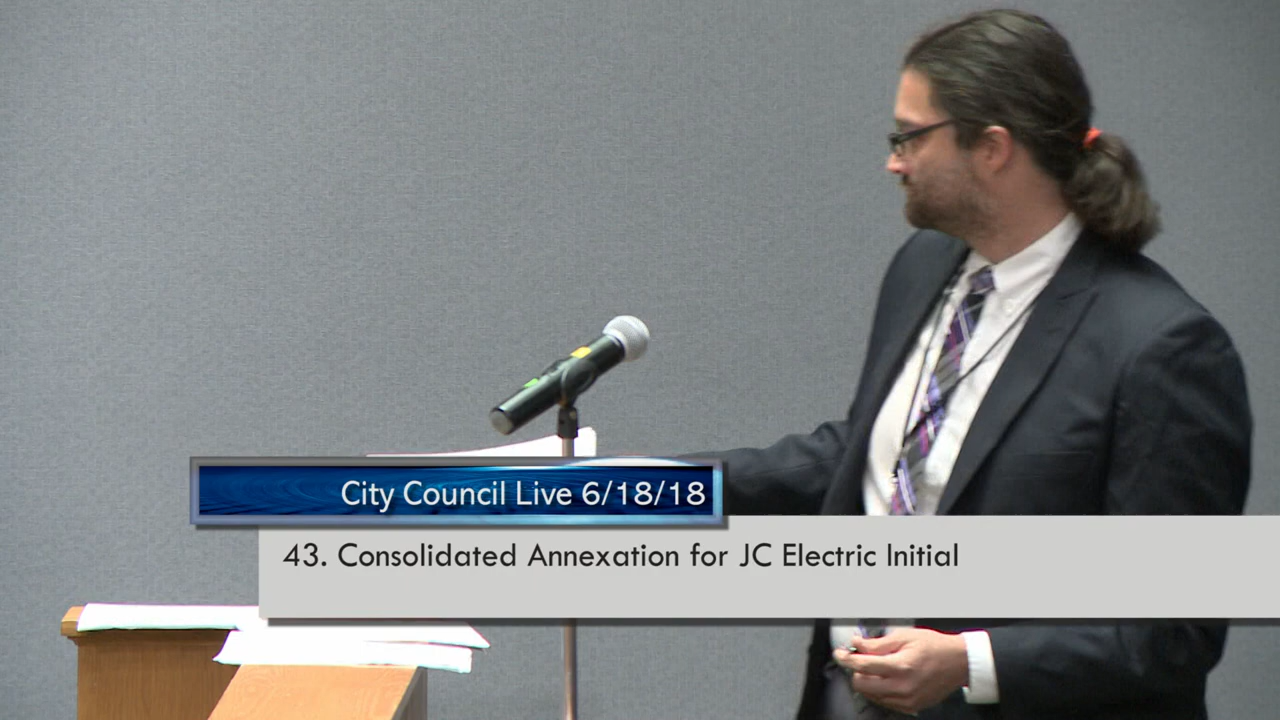 City Council Live 6/18/18
43. Consolidated Annexation for JC Electric Initial